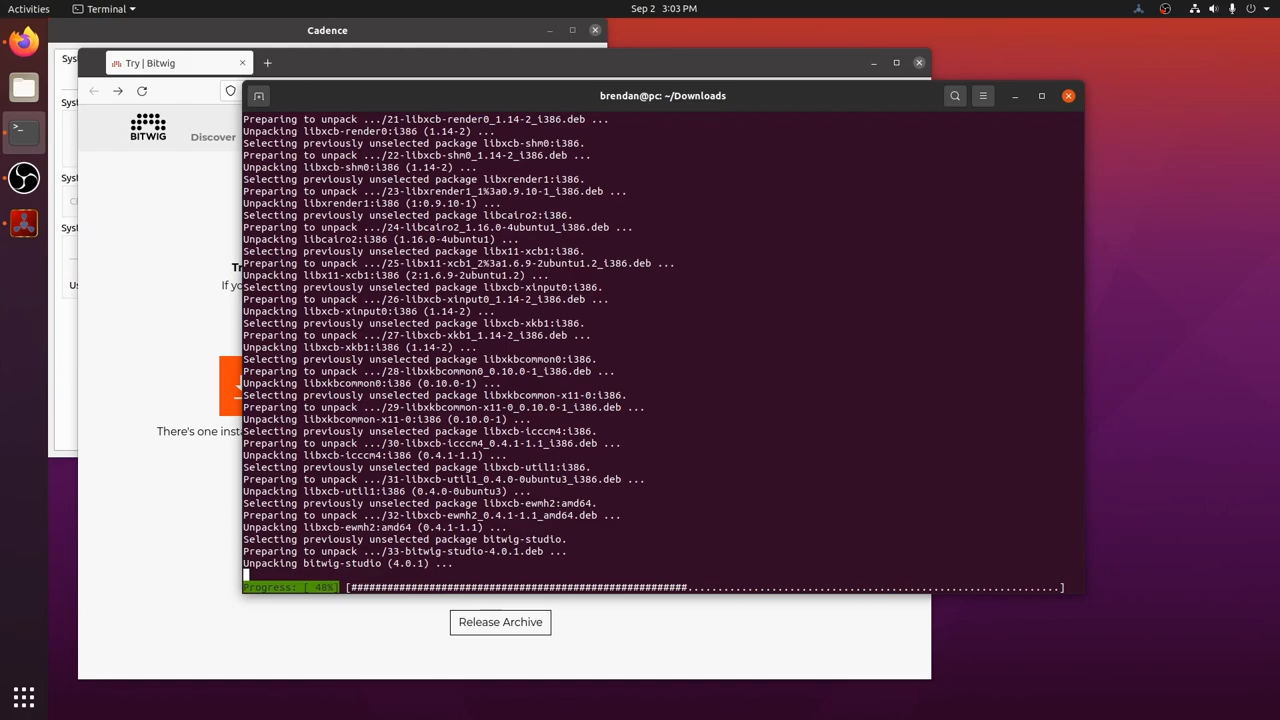 Activities
Terminal
Sep 2 3:03 PM
Cadence
Sys
Sys
Sys
Us
Try | Bitwig
BITWIG
Discover
Tr
If yo
There's one inst
Release Archive
brendan@pc: ~/Downloads
Preparing to unpack .../21-libxcb-render0_1.14-2_i386.deb ...
Unpacking libxcb-render0:i386 (1.14-2) ...
Selecting previously unselected package libxcb-shm0:i386.
Preparing to unpack .../22-libxcb-shm0_1.14-2_i386.deb ...
Unpacking libxcb-shm0:i386 (1.14-2) ...
Selecting previously unselected package libxrender1:i386.
Preparing to unpack .../23-libxrender1_1%3a0.9.10-1_i386.deb ...
Unpacking libxrender1:i386 (1:0.9.10-1) ...
Selecting previously unselected package libcairo2:i386.
Preparing to unpack .../24-libcairo2_1.16.0-4ubuntu1_i386.deb ...
Unpacking libcairo2:i386 (1.16.0-4ubuntu1) ...
Selecting previously unselected package libx11-xcb1:i386.
Preparing to unpack .../25-libx11-xcb1_2%3a1.6.9-2ubuntu1.2_i386.deb ...
Unpacking libx11-xcb1:i386 (2:1.6.9-2ubuntu1.2) ...
Selecting previously unselected package libxcb-xinput0:i386.
Preparing to unpack .../26-libxcb-xinput0_1.14-2_i386.deb ...
Unpacking libxcb-xinput0:i386 (1.14-2) ...
Selecting previously unselected package libxcb-xkb1:i386.
Preparing to unpack .../27-libxcb-xkb1_1.14-2_i386.deb ...
Unpacking libxcb-xkb1:i386 (1.14-2) ...
Selecting previously unselected package libxkbcommon0:i386.
Preparing to unpack .../28-libxkbcommon0_0.10.0-1_i386.deb ...
Unpacking libxkbcommon0:i386 (0.10.0-1) ...
Selecting previously unselected package libxkbcommon-x11-0:i386.
Preparing to unpack .../29-libxkbcommon-x11-0_0.10.0-1_i386.deb ...
Unpacking libxkbcommon-x11-0:i386 (0.10.0-1) ...
Selecting previously unselected package libxcb-icccm4:i386.
Preparing to unpack .../30-libxcb-icccm4_0.4.1-1.1_i386.deb ...
Unpacking libxcb-icccm4:i386 (0.4.1-1.1) ...
Selecting previously unselected package libxcb-util1:i386.
Preparing to unpack .../31-libxcb-util1_0.4.0-0ubuntu3_i386.deb ...
Unpacking libxcb-util1:i386 (0.4.0-0ubuntu3) ...
Selecting previously unselected package libxcb-ewmh2:amd64.
Preparing to unpack .../32-libxcb-ewmh2_0.4.1-1.1_amd64.deb ...
Unpacking libxcb-ewmh2:amd64 (0.4.1-1.1) ...
Selecting previously unselected package bitwig-studio.
Preparing to unpack .../33-bitwig-studio-4.0.1.deb ...
Unpacking bitwig-studio (4.0.1) ...
Progress: [ 48%] [########################################################..............................................................]